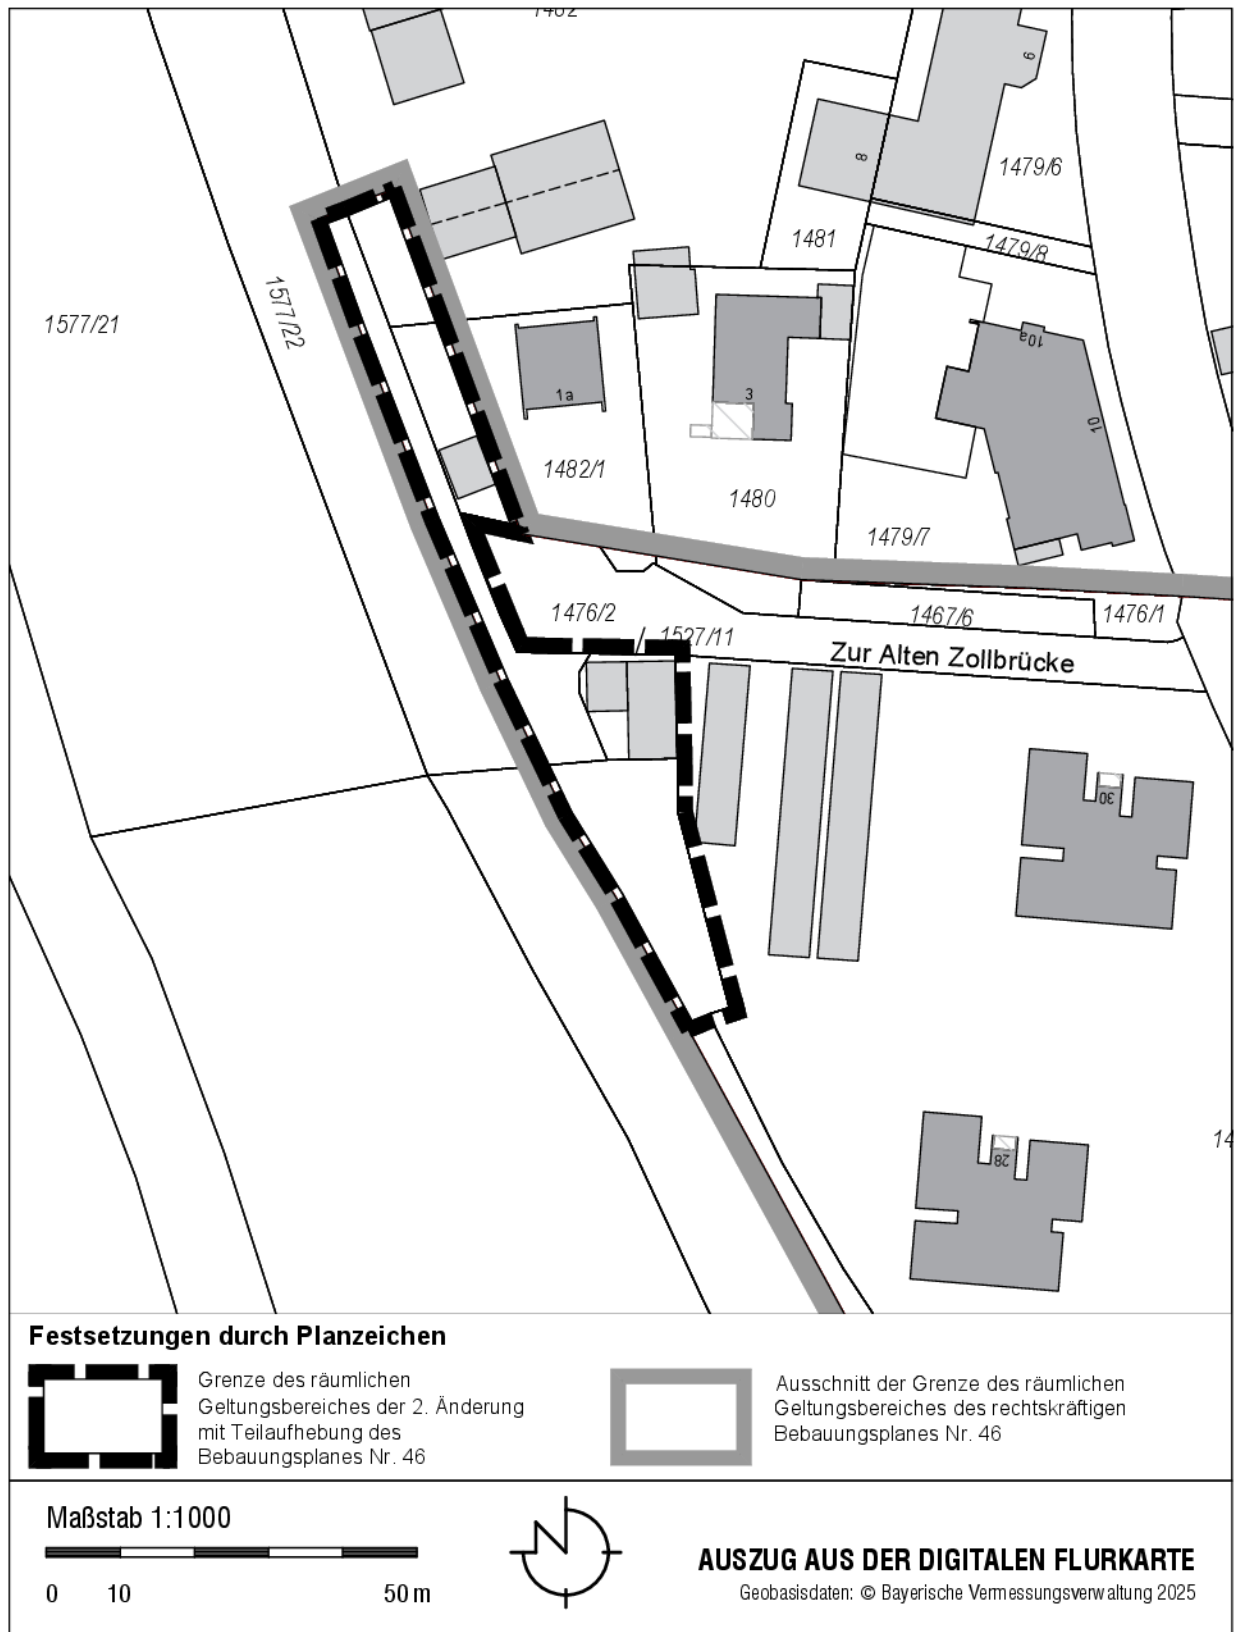 1482
6
8
1479/6
1481
1479/8
1577/22
1577/21
10a
1a
3
10
1482/1
1480
1479/7
1476/2
1467/6
1476/1
/ 1527/11
Zur Alten Zollbrücke
30
28
14
Festsetzungen durch Planzeichen
Grenze des räumlichen
Geltungsbereiches der 2. Änderung
mit Teilaufhebung des
Bebauungsplanes Nr. 46
Ausschnitt der Grenze des räumlichen
Geltungsbereiches des rechtskräftigen
Bebauungsplanes Nr. 46
Maßstab 1:1000
0 10 50 m
N
AUSZUG AUS DER DIGITALEN FLURKARTE
Geobasisdaten: © Bayerische Vermessungsverwaltung 2025